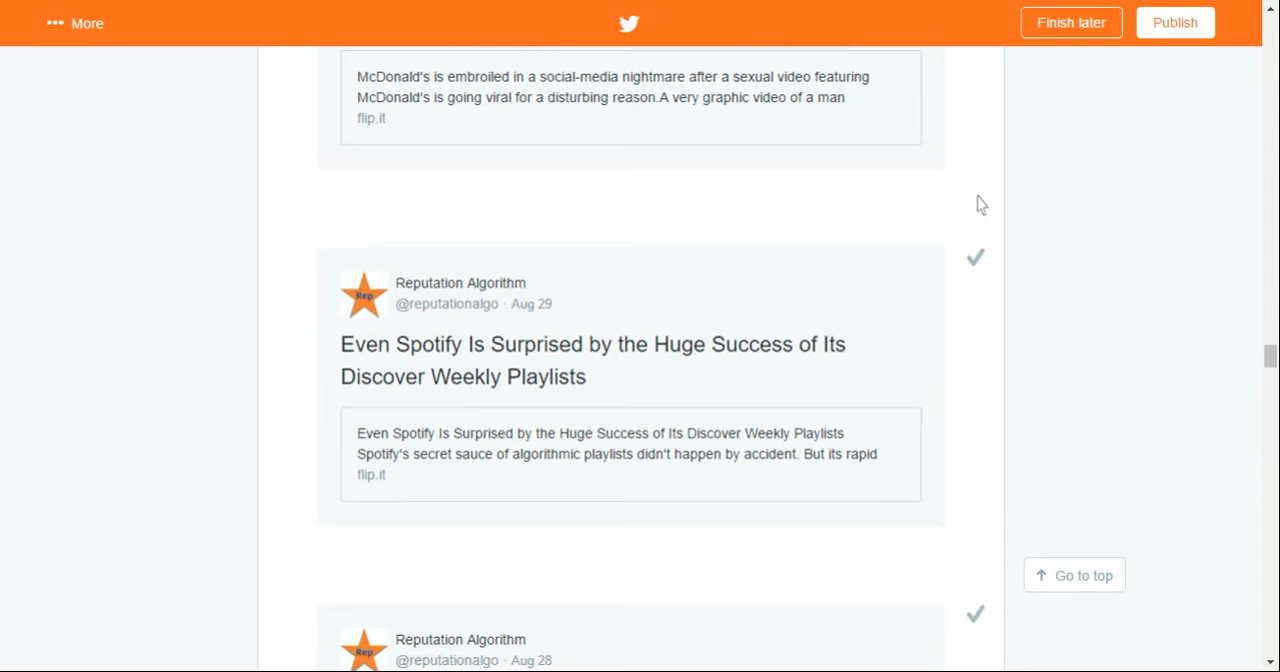 ••• More
Finish later
Publish
McDonald's is embroiled in a social-media nightmare after a sexual video featuring
McDonald's is going viral for a disturbing reason.A very graphic video of a man
flip.it
Rep
Reputation Algorithm
@reputationalgo · Aug 29
Even Spotify Is Surprised by the Huge Success of Its
Discover Weekly Playlists
Even Spotify Is Surprised by the Huge Success of Its Discover Weekly Playlists
Spotify's secret sauce of algorithmic playlists didn't happen by accident. But its rapid
flip.it
↑ Go to top
Rep
Reputation Algorithm
@reputationalgo · Aug 28